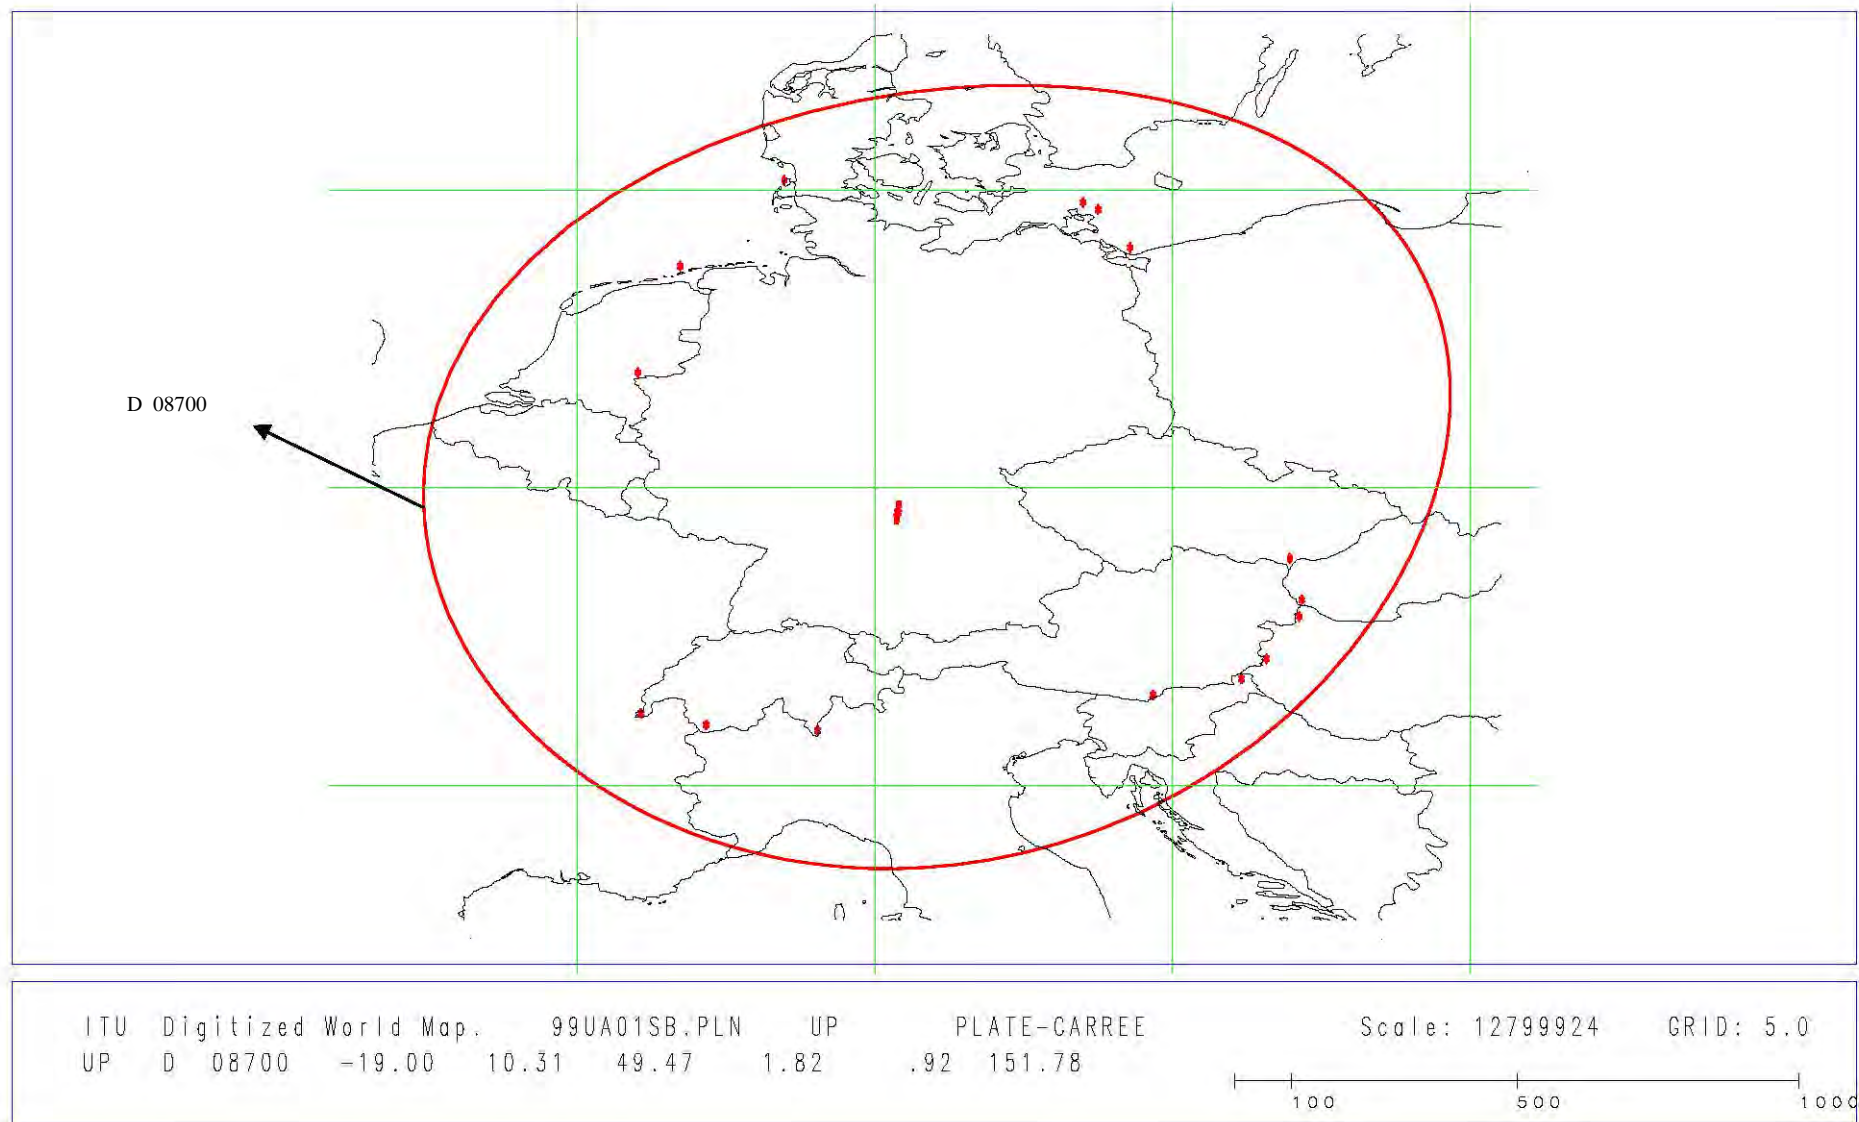 D 08700
ITU Digitized World Map. 99UA01SB.PLN UP PLATE-CARREE Scale: 12799924 GRID: 5.0
UP D 08700 -19.00 10.31 49.47 1.82 .92 151.78
100 500 1000